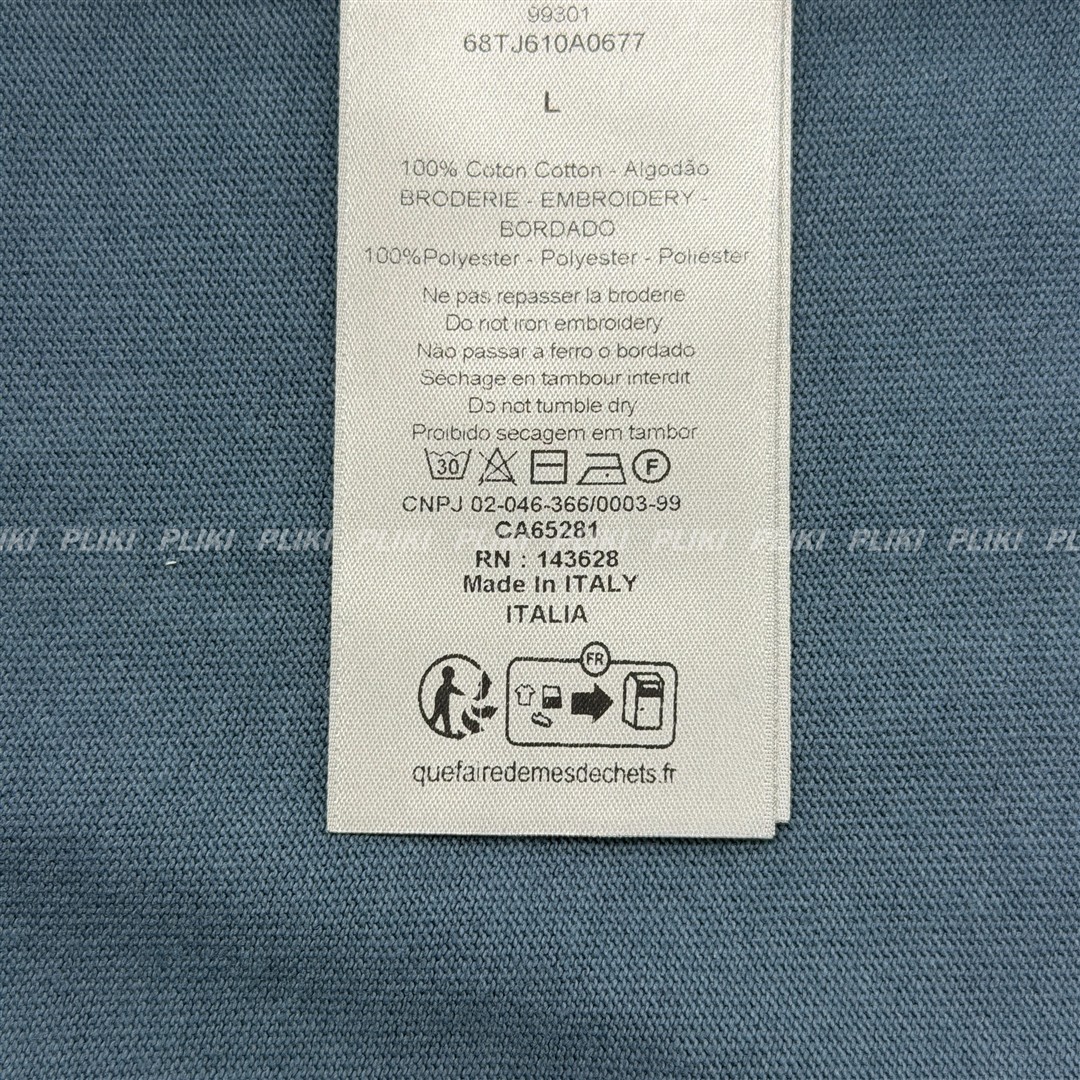 99301
68TJ610A0677
L
100% Coton Cotton - Algodão
BRODERIE - EMBROIDERY -
BORDADO
100%Polyester - Polyester - Poliéster
Ne pas repasser la broderie
Do not iron embroidery
Não passar a ferro o bordado
Séchage en tambour interdit
Do not tumble dry
Proibido secagem em tambor
30 F
CNPJ 02-046-366/0003-99
CA65281
PLIKI PLIKI PLIKI PLIKI PLIKI PLIKI PLIKI PLIKI PLIKI PLIKI PLIKI
RN : 143628
Made In ITALY
ITALIA
FR
quefairedemesdechets.fr